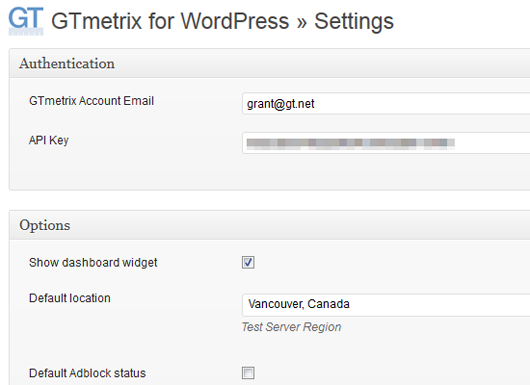 GT GTmetrix for WordPress » Settings
Authentication
GTmetrix Account Email grant@gt.net
API Key
Options
Show dashboard widget
Default location Vancouver, Canada
Test Server Region
Default Adblock status